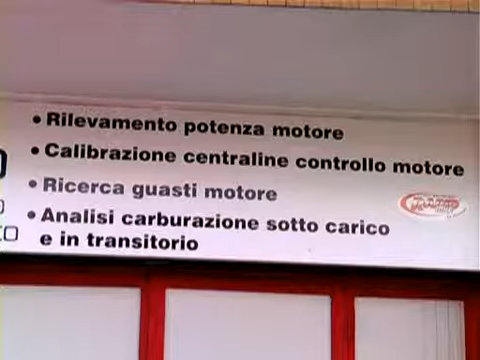 • Rilevamento potenza motore
• Calibrazione centraline controllo motore
• Ricerca guasti motore
• Analisi carburazione sotto carico
e in transitorio